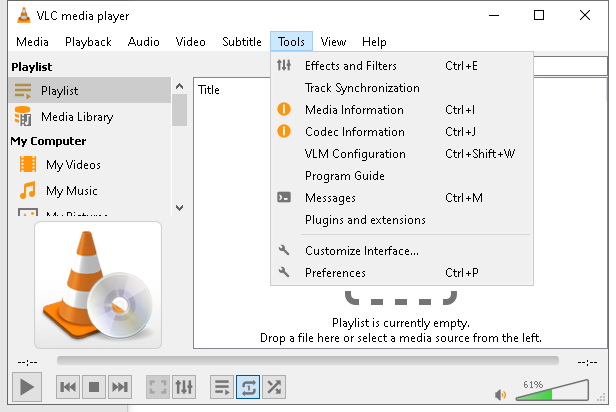 VLC media player
Media Playback Audio Video Subtitle Tools View Help
Playlist
Playlist
Media Library
My Computer
My Videos
My Music
My Pictures
Title
Effects and Filters Ctrl+E
Track Synchronization
Media Information Ctrl+I
Codec Information Ctrl+J
VLM Configuration Ctrl+Shift+W
Program Guide
Messages Ctrl+M
Plugins and extensions
Customize Interface...
Preferences Ctrl+P
Playlist is currently empty.
Drop a file here or select a media source from the left.
--:-- --:--
61%